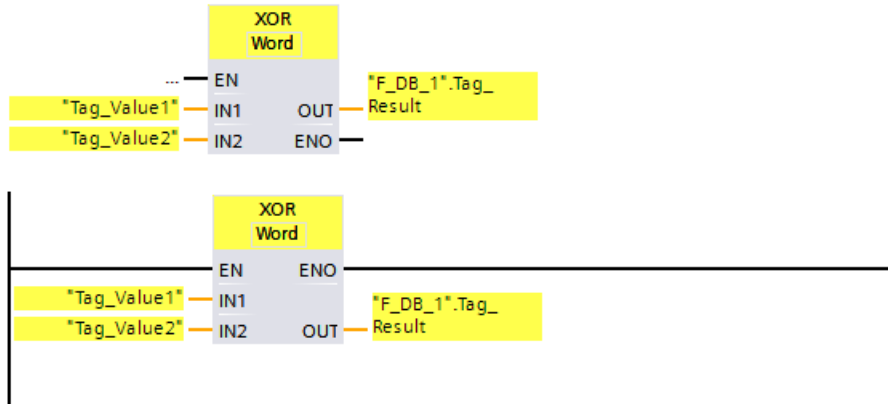 XOR
Word
... EN
"Tag_Value1" IN1 OUT "F_DB_1".Tag_
Result
"Tag_Value2" IN2 ENO
XOR
Word
EN ENO
"Tag_Value1" IN1
"Tag_Value2" IN2 OUT "F_DB_1".Tag_
Result